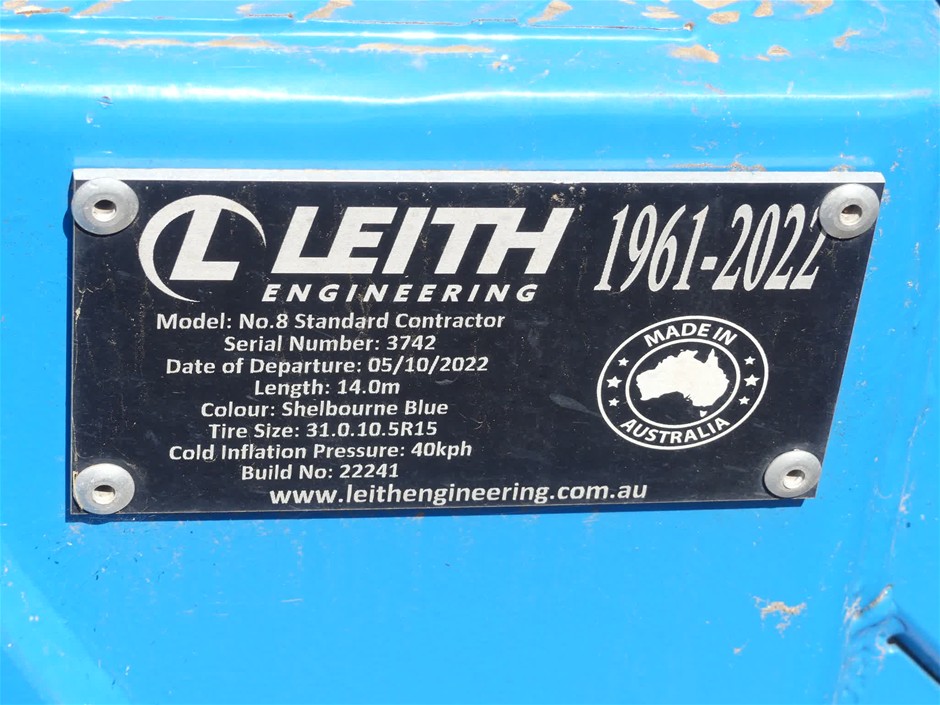 L LEITH
ENGINEERING
1961-2022
Model: No.8 Standard Contractor
Serial Number: 3742
Date of Departure: 05/10/2022
Length: 14.0m
Colour: Shelbourne Blue
Tire Size: 31.0.10.5R15
Cold Inflation Pressure: 40kph
Build No: 22241
www.leithengineering.com.au
MADE IN
AUSTRALIA